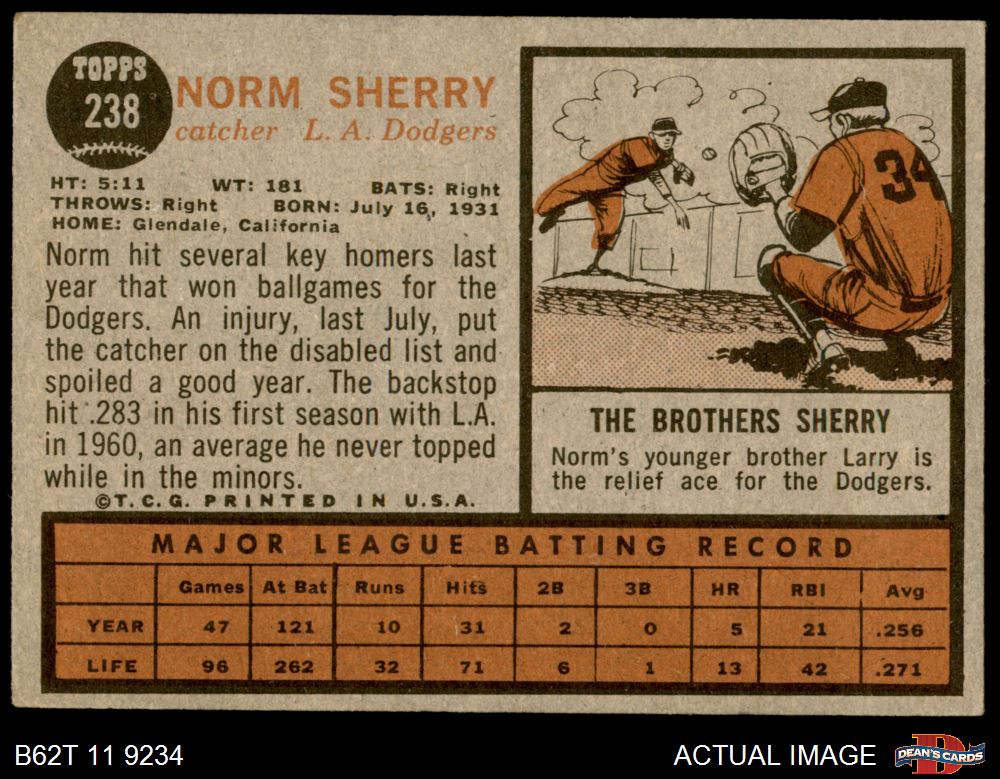 TOPPS
238
NORM SHERRY
catcher L. A. Dodgers
HT: 5:11 WT: 181 BATS: Right
THROWS: Right BORN: July 16, 1931
HOME: Glendale, California
Norm hit several key homers last
year that won ballgames for the
Dodgers. An injury, last July, put
the catcher on the disabled list and
spoiled a good year. The backstop
hit .283 in his first season with L.A.
in 1960, an average he never topped
while in the minors.
©T.C.G. PRINTED IN U.S.A.
34
THE BROTHERS SHERRY
Norm's younger brother Larry is
the relief ace for the Dodgers.
MAJOR LEAGUE BATTING RECORD
Games At Bat Runs Hits 2B 3B HR RBI Avg
YEAR 47 121 10 31 2 0 5 21 .256
LIFE 96 262 32 71 6 1 13 42 .271
B62T 11 9234
ACTUAL IMAGE
D
DEAN'S CARDS